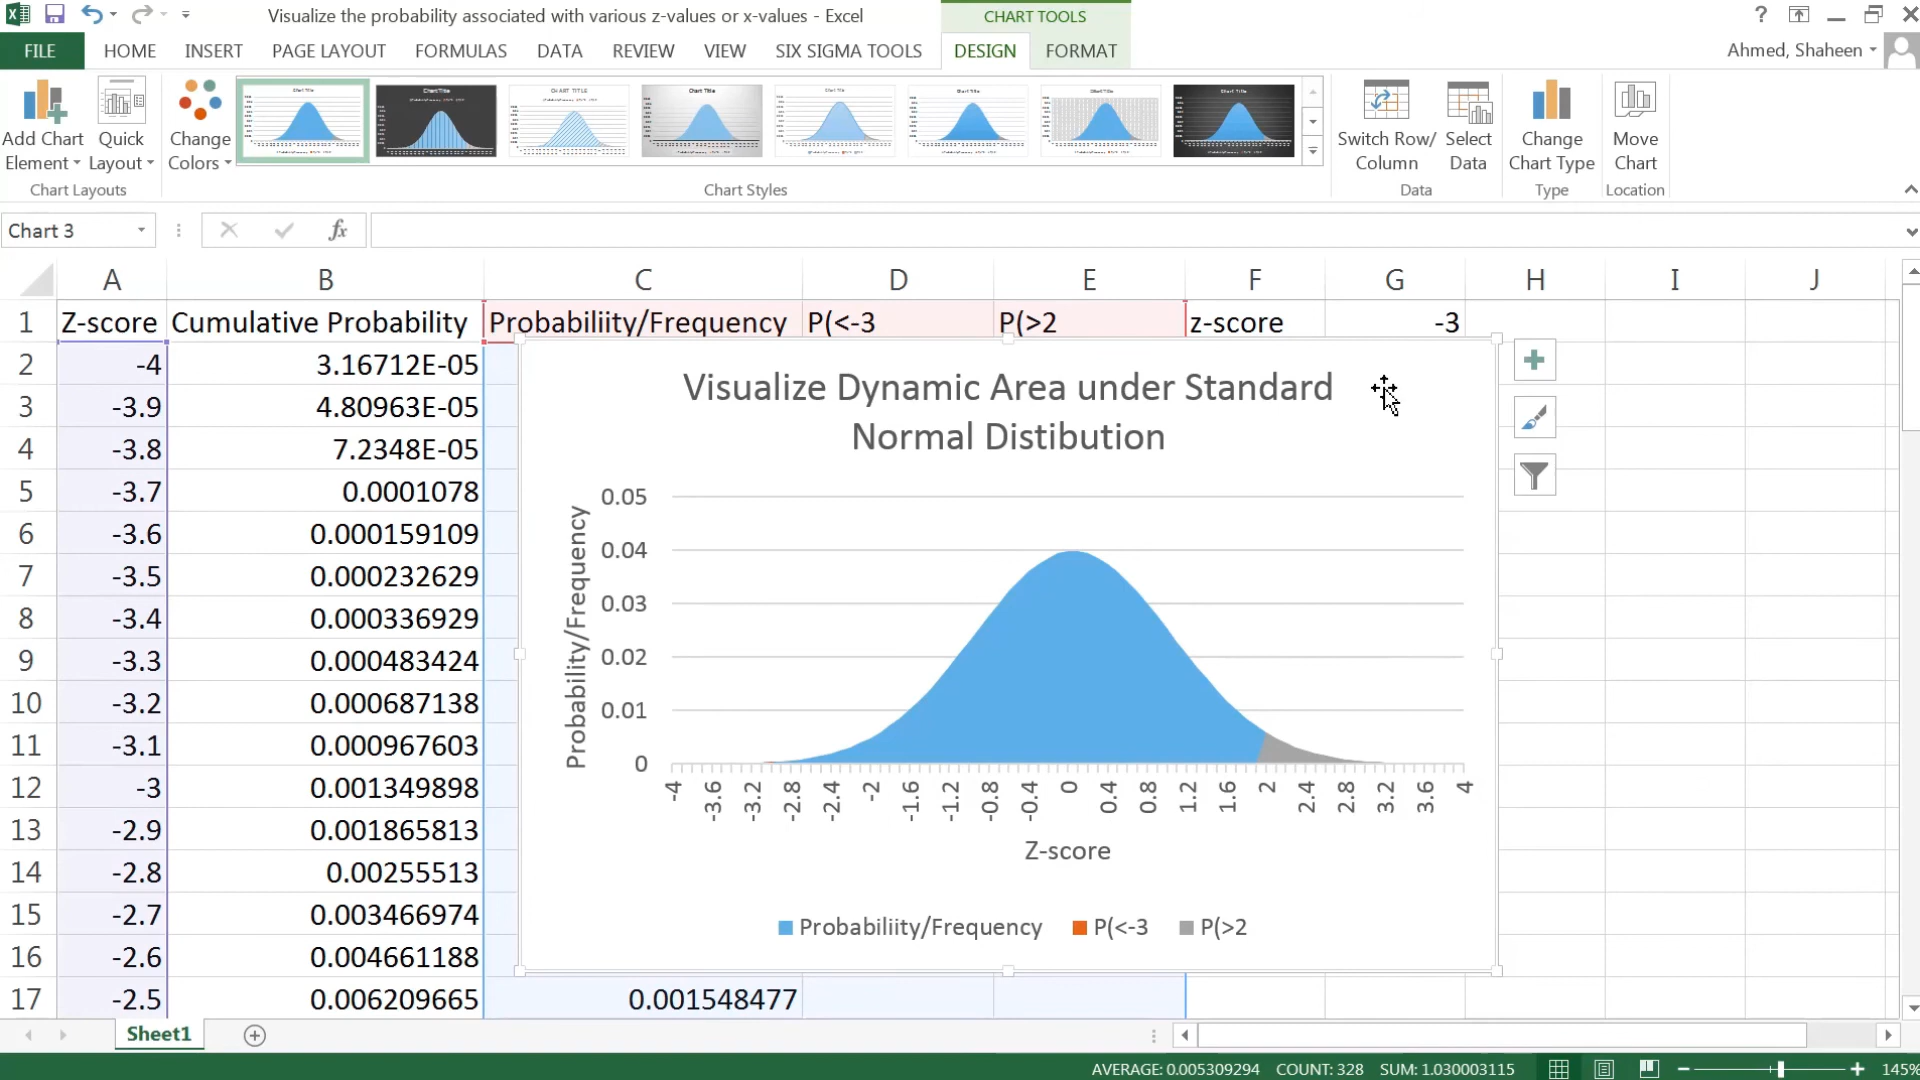 Visualize the probability associated with various z-values or x-values - Excel
CHART TOOLS
?
FILE HOME INSERT PAGE LAYOUT FORMULAS DATA REVIEW VIEW SIX SIGMA TOOLS DESIGN FORMAT
Ahmed, Shaheen
Add Chart Element
Quick Layout
Change Colors
Switch Row/ Column
Select Data
Change Chart Type
Move Chart
Chart Layouts Chart Styles Data Type Location
Chart 3 fx
A B C D E F G H I J
1 Z-score Cumulative Probability Probabiliity/Frequency P(<-3 P(>2 z-score -3
2 -4 3.16712E-05
3 -3.9 4.80963E-05
4 -3.8 7.2348E-05
5 -3.7 0.0001078
6 -3.6 0.000159109
7 -3.5 0.000232629
8 -3.4 0.000336929
9 -3.3 0.000483424
10 -3.2 0.000687138
11 -3.1 0.000967603
12 -3 0.001349898
13 -2.9 0.001865813
14 -2.8 0.00255513
15 -2.7 0.003466974
16 -2.6 0.004661188
17 -2.5 0.006209665 0.001548477
Visualize Dynamic Area under Standard
Normal Distibution
Probability/Frequency
0.05
0.04
0.03
0.02
0.01
0
-4 -3.6 -3.2 -2.8 -2.4 -2 -1.6 -1.2 -0.8 -0.4 0 0.4 0.8 1.2 1.6 2 2.4 2.8 3.2 3.6 4
Z-score
Probabiliity/Frequency P(<-3 P(>2
Sheet1
AVERAGE: 0.005309294 COUNT: 328 SUM: 1.030003115 145%